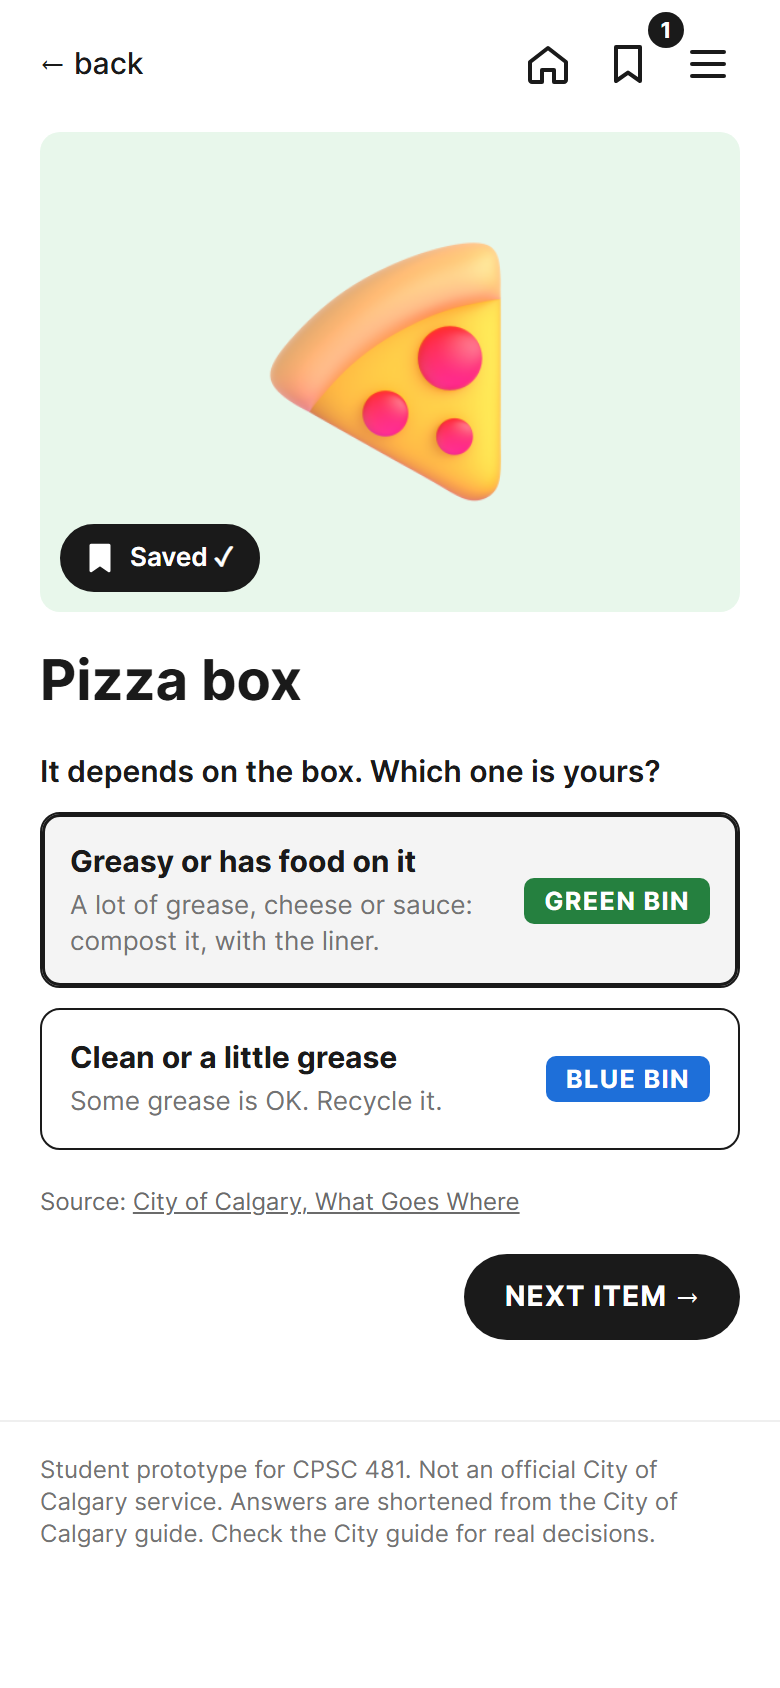 ← back
1
Saved ✓
Pizza box
It depends on the box. Which one is yours?
Greasy or has food on it
A lot of grease, cheese or sauce:
compost it, with the liner.
GREEN BIN
Clean or a little grease
Some grease is OK. Recycle it.
BLUE BIN
Source: City of Calgary, What Goes Where
NEXT ITEM →
Student prototype for CPSC 481. Not an official City of
Calgary service. Answers are shortened from the City of
Calgary guide. Check the City guide for real decisions.